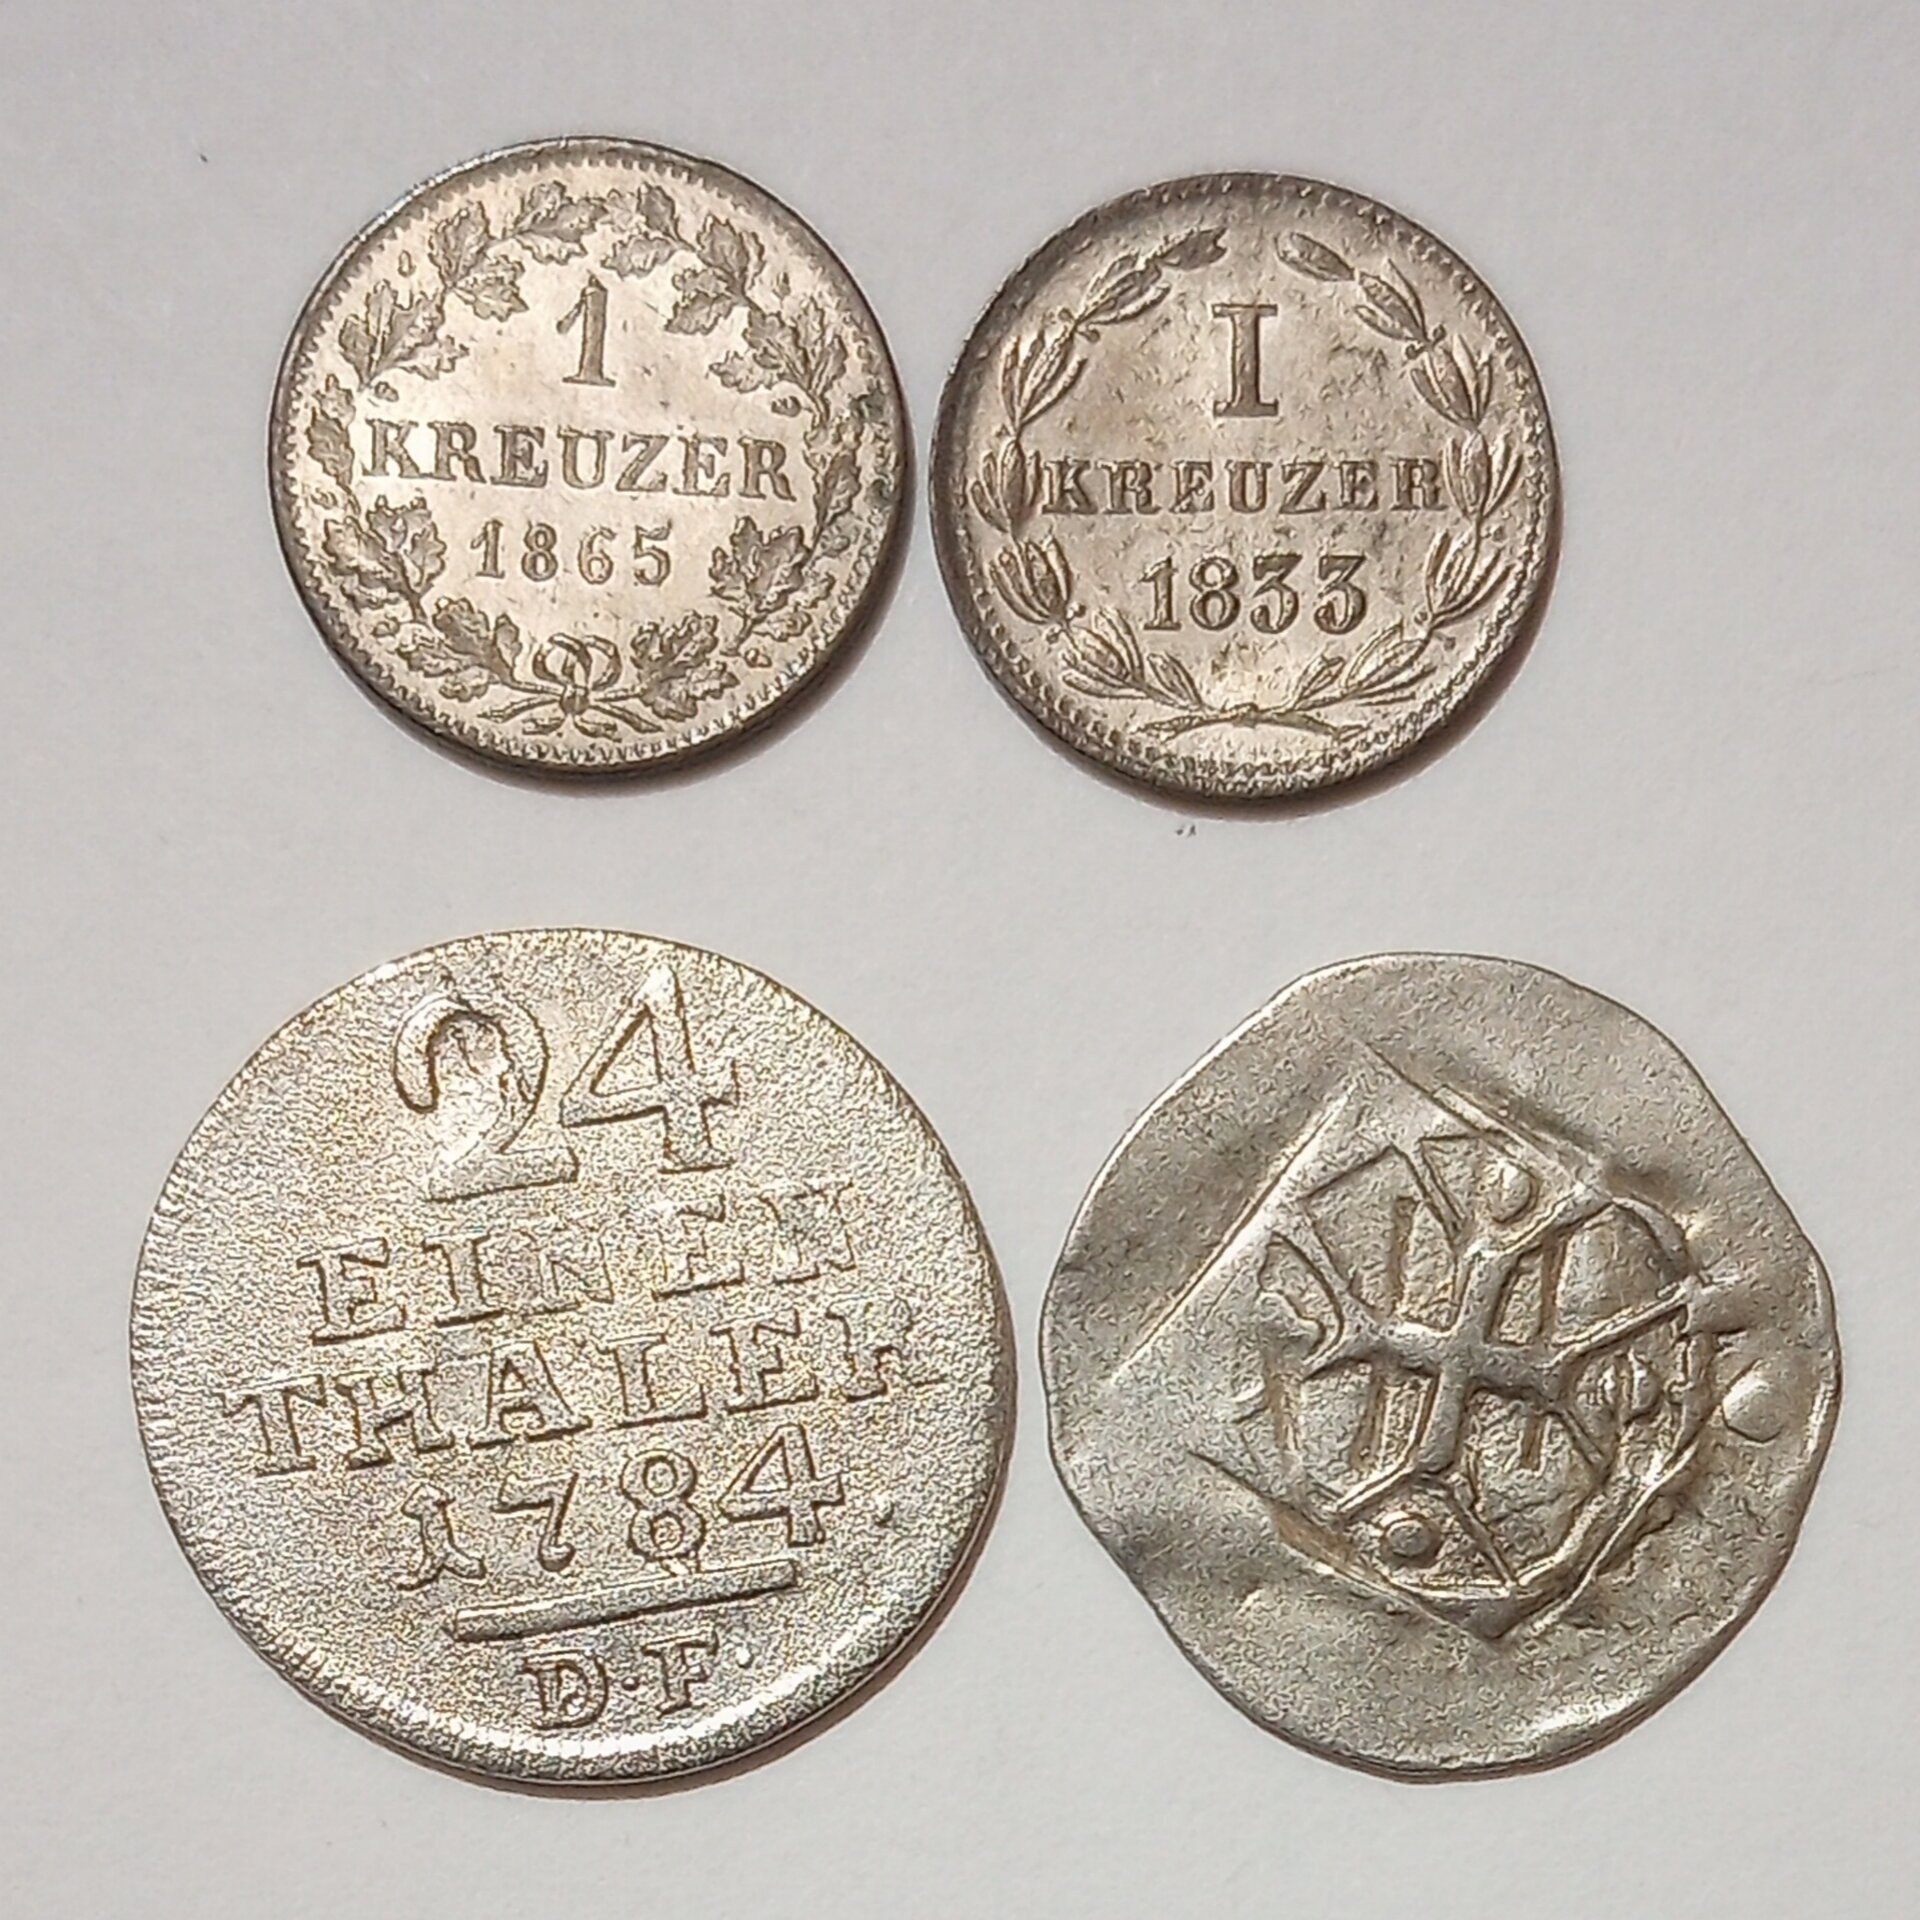 1
KREUZER
1865
I
KREUZER
1833
24
EINEN
THALER
1784.
D·F·